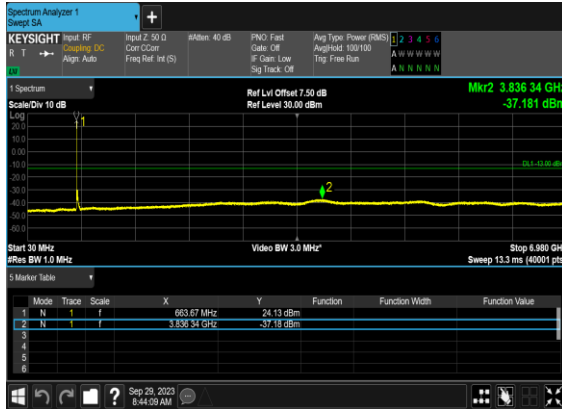 Spectrum Analyzer 1
Swept SA
+
KEYSIGHT
R T
LU
Input: RF
Coupling: DC
Align: Auto
Input Z: 50 Ω
Corr CCorr
Freq Ref: Int (S)
#Atten: 40 dB
PNO: Fast
Gate: Off
IF Gain: Low
Sig Track: Off
Avg Type: Power (RMS)
Avg|Hold: 100/100
Trig: Free Run
1 2 3 4 5 6
A W W W W W
A N N N N N
1 Spectrum
Scale/Div 10 dB
Ref Lvl Offset 7.50 dB
Ref Level 30.00 dBm
Mkr2 3.836 34 GHz
-37.181 dBm
Log
20.0
10.0
0.00
-10.0
-20.0
-30.0
-40.0
-50.0
-60.0
1
2
DL1 -13.00 dBm
Start 30 MHz
#Res BW 1.0 MHz
Video BW 3.0 MHz*
Stop 6.980 GHz
Sweep 13.3 ms (40001 pts)
5 Marker Table
Mode Trace Scale X Y Function Function Width Function Value
1 N 1 f 663.67 MHz 24.13 dBm
2 N 1 f 3.836 34 GHz -37.18 dBm
3
4
5
6
?
Sep 29, 2023
8:44:09 AM